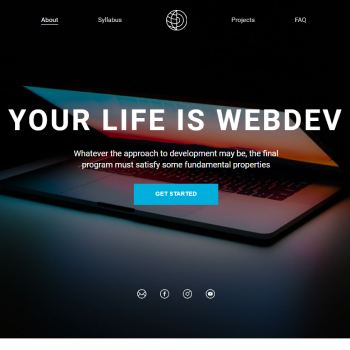 About Syllabus Projects FAQ
YOUR LIFE IS WEBDEV
Whatever the approach to development may be, the final
program must satisfy some fundamental properties
GET STARTED